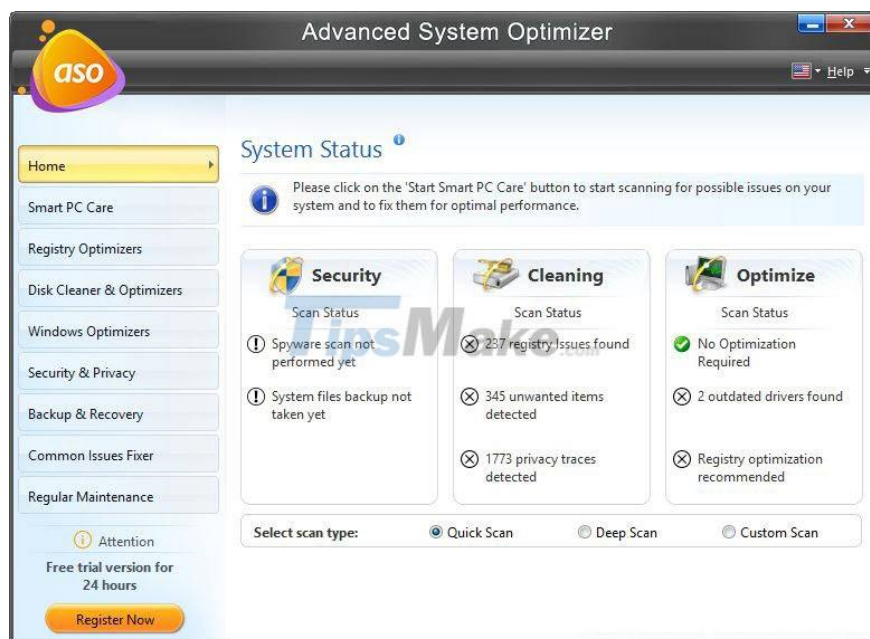 Advanced System Optimizer
aso
Help
Home
Smart PC Care
Registry Optimizers
Disk Cleaner & Optimizers
Windows Optimizers
Security & Privacy
Backup & Recovery
Common Issues Fixer
Regular Maintenance
Attention
Free trial version for
24 hours
Register Now
System Status
Please click on the 'Start Smart PC Care' button to start scanning for possible issues on your
system and to fix them for optimal performance.
Security
Scan Status
Spyware scan not
performed yet
System files backup not
taken yet
Cleaning
Scan Status
237 registry Issues found
345 unwanted items
detected
1773 privacy traces
detected
Optimize
Scan Status
No Optimization
Required
2 outdated drivers found
Registry optimization
recommended
TipsMake.com
Select scan type:
Quick Scan
Deep Scan
Custom Scan